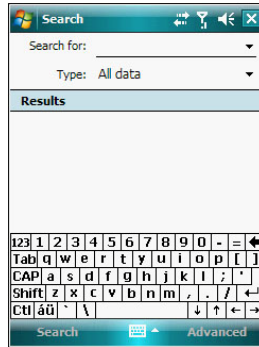 Search
Search for:
Type: All data
Results
123 1 2 3 4 5 6 7 8 9 0 - =
Tab q w e r t y u i o p [ ]
CAP a s d f g h j k l ; '
Shift z x c v b n m , . /
Ctl áü ` \
Search Advanced